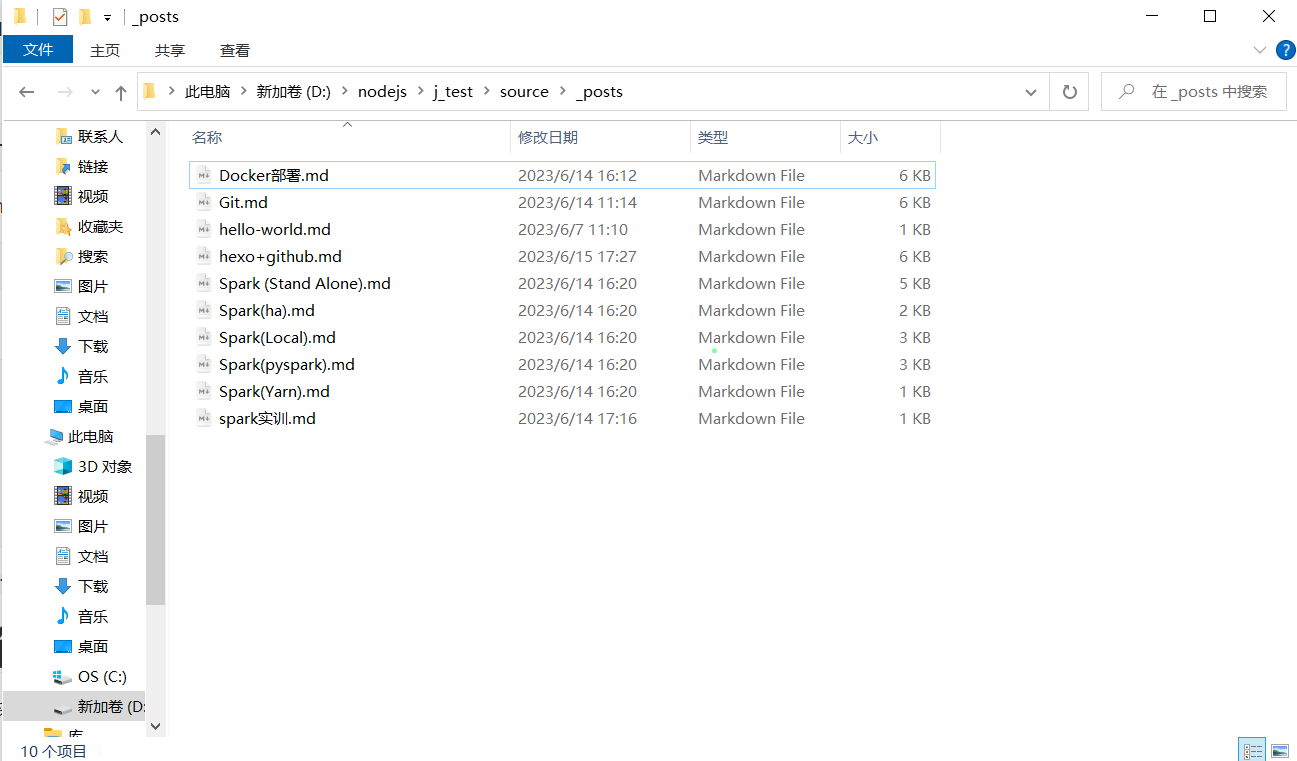 _posts
文件 主页 共享 查看
此电脑 新加卷 (D:) nodejs j_test source _posts 在 _posts 中搜索
联系人
链接
视频
收藏夹
搜索
图片
文档
下载
音乐
桌面
此电脑
3D 对象
视频
图片
文档
下载
音乐
桌面
OS (C:)
新加卷 (D:
库
名称 修改日期 类型 大小
Docker部署.md 2023/6/14 16:12 Markdown File 6 KB
Git.md 2023/6/14 11:14 Markdown File 6 KB
hello-world.md 2023/6/7 11:10 Markdown File 1 KB
hexo+github.md 2023/6/15 17:27 Markdown File 6 KB
Spark (Stand Alone).md 2023/6/14 16:20 Markdown File 5 KB
Spark(ha).md 2023/6/14 16:20 Markdown File 2 KB
Spark(Local).md 2023/6/14 16:20 Markdown File 3 KB
Spark(pyspark).md 2023/6/14 16:20 Markdown File 3 KB
Spark(Yarn).md 2023/6/14 16:20 Markdown File 1 KB
spark实训.md 2023/6/14 17:16 Markdown File 1 KB
10 个项目